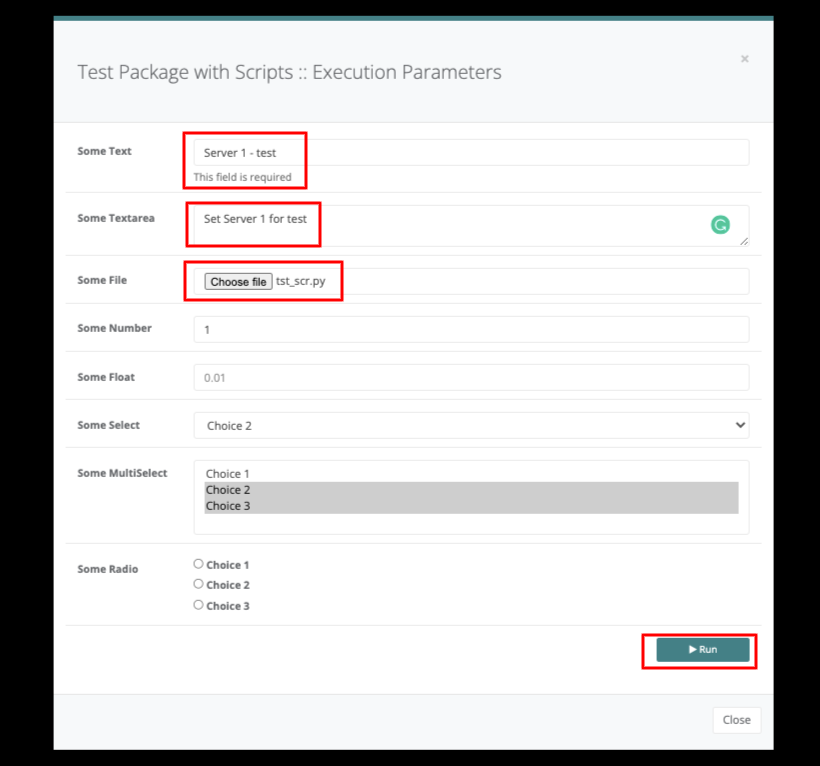 Test Package with Scripts :: Execution Parameters
×
Some Text
Server 1 - test
This field is required
Some Textarea
Set Server 1 for test
Some File
Choose file tst_scr.py
Some Number
1
Some Float
0.01
Some Select
Choice 2
Some MultiSelect
Choice 1
Choice 2
Choice 3
Some Radio
Choice 1
Choice 2
Choice 3
Run
Close